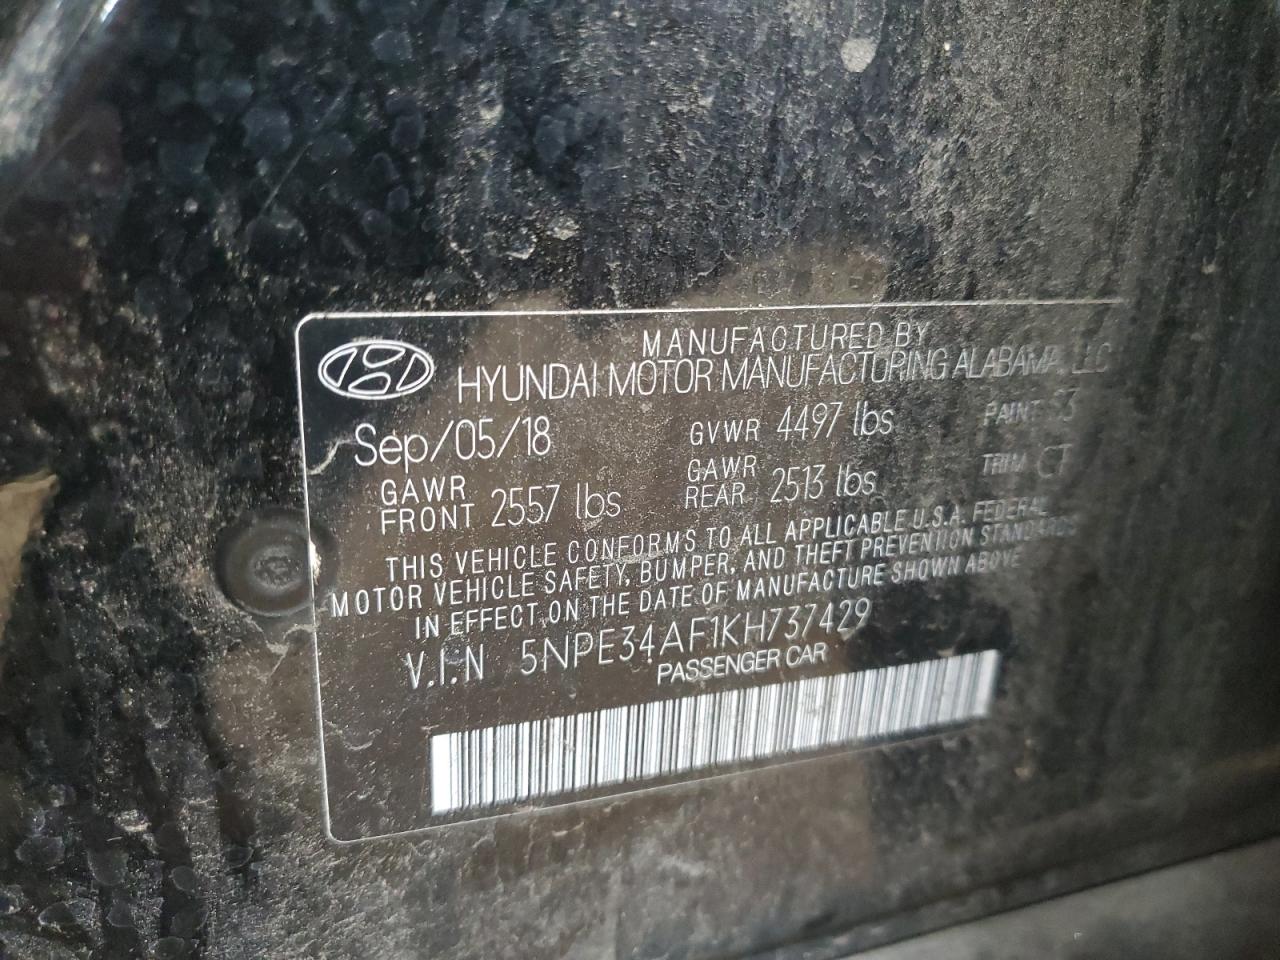 MANUFACTURED BY
HYUNDAI MOTOR MANUFACTURING ALABAMA, LLC
Sep/05/18 GVWR 4497 lbs PAINT
GAWR FRONT 2557 lbs GAWR REAR 2513 lbs TRIM
THIS VEHICLE CONFORMS TO ALL APPLICABLE U.S.A. FEDERAL
MOTOR VEHICLE SAFETY, BUMPER, AND THEFT PREVENTION STANDARDS
IN EFFECT ON THE DATE OF MANUFACTURE SHOWN ABOVE
V.I.N 5NPE34AF1KH737429
PASSENGER CAR